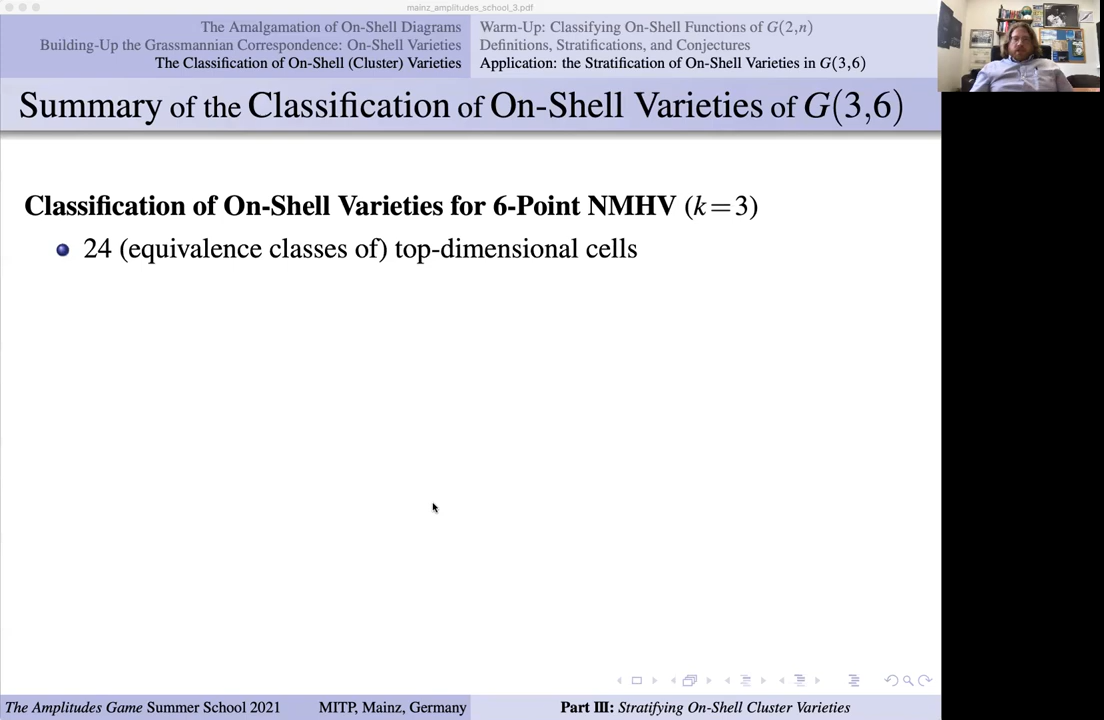 mainz_amplitudes_school_3.pdf
The Amalgamation of On-Shell Diagrams
Building-Up the Grassmannian Correspondence: On-Shell Varieties
The Classification of On-Shell (Cluster) Varieties
Warm-Up: Classifying On-Shell Functions of G(2,n)
Definitions, Stratifications, and Conjectures
Application: the Stratification of On-Shell Varieties in G(3,6)
Summary of the Classification of On-Shell Varieties of G(3,6)
Classification of On-Shell Varieties for 6-Point NMHV (k=3)
24 (equivalence classes of) top-dimensional cells
The Amplitudes Game Summer School 2021 MITP, Mainz, Germany Part III: Stratifying On-Shell Cluster Varieties